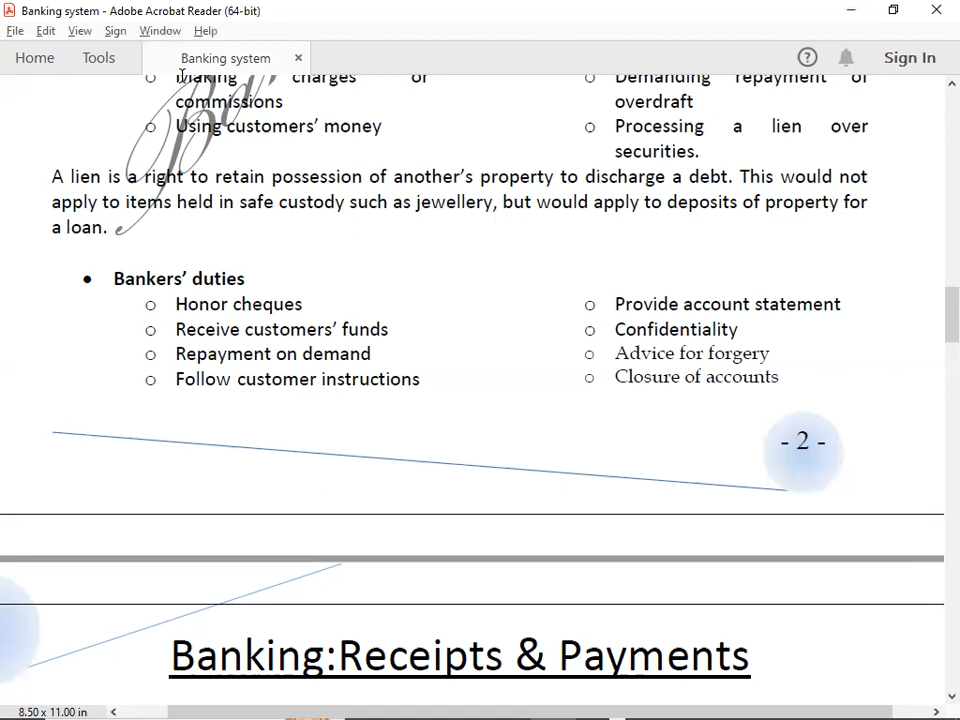 Banking system - Adobe Acrobat Reader (64-bit)
File Edit View Sign Window Help
Home Tools Banking system × ? Sign In
Making charges or
commissions
Using customers' money
Demanding repayment of
overdraft
Processing a lien over
securities.
A lien is a right to retain possession of another's property to discharge a debt. This would not
apply to items held in safe custody such as jewellery, but would apply to deposits of property for
a loan.
Bankers' duties
Honor cheques
Receive customers' funds
Repayment on demand
Follow customer instructions
Provide account statement
Confidentiality
Advice for forgery
Closure of accounts
- 2 -
Banking:Receipts & Payments
8.50 x 11.00 in